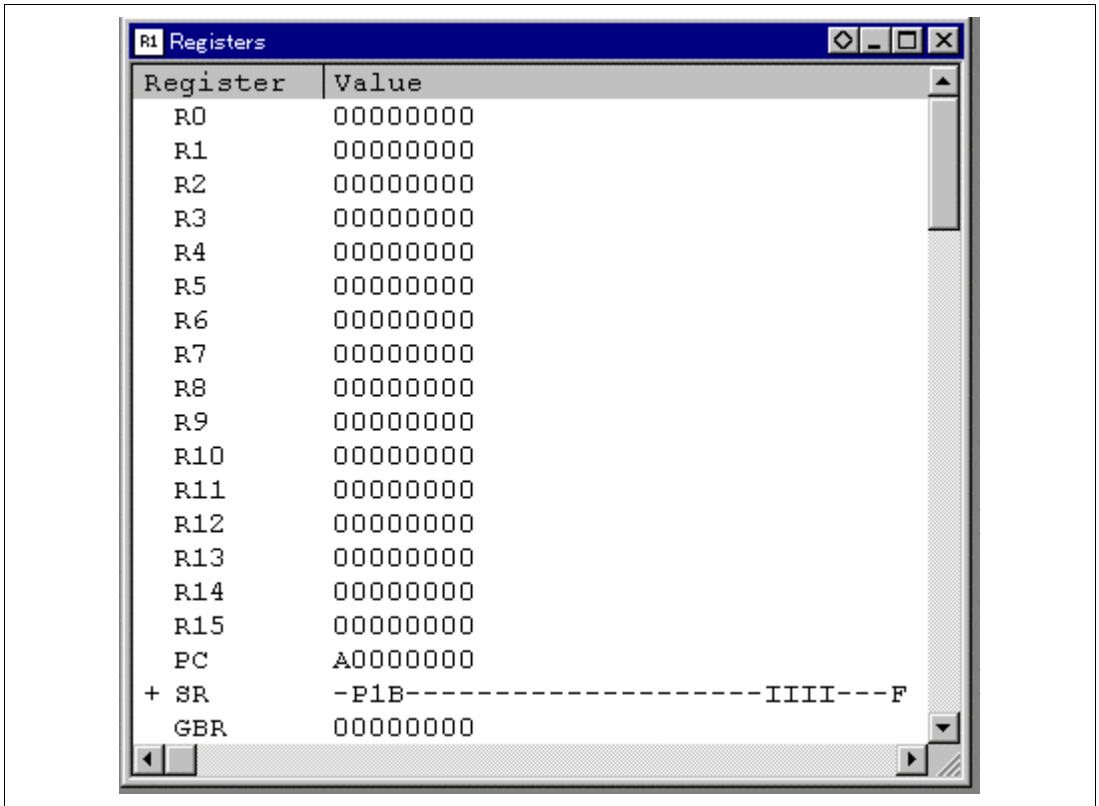 R1 Registers
Register Value
R0 00000000
R1 00000000
R2 00000000
R3 00000000
R4 00000000
R5 00000000
R6 00000000
R7 00000000
R8 00000000
R9 00000000
R10 00000000
R11 00000000
R12 00000000
R13 00000000
R14 00000000
R15 00000000
PC A0000000
+ SR -P1B--------------------IIII---F
GBR 00000000